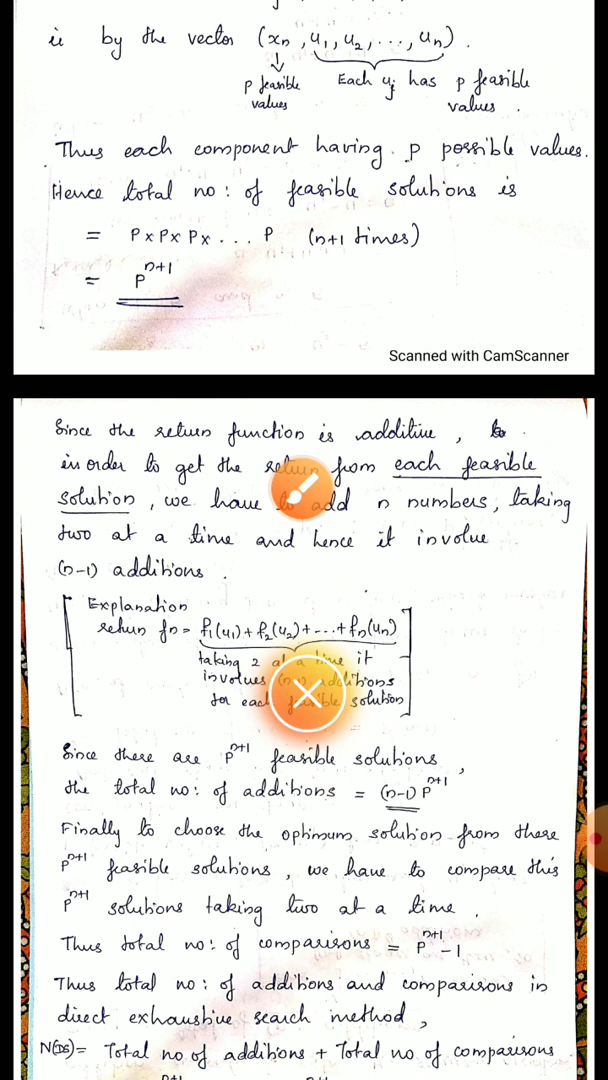 ie by the vector (xn, u1, u2, ..., un).
↓
p feasible values
Each uj has p feasible values.
Thus each component having p possible values.
Hence total no: of feasible solutions is
= P x P x P x . . . P (n+1 times)
= P^n+1
Scanned with CamScanner
Since the return function is additive,
in order to get the return from each feasible
solution, we have to add n numbers, taking
two at a time and hence it involve
(n-1) additions.
Explanation
return fn = f1(u1) + f2(u2) + ... + fn(un)
taking 2 at a time it
involves (n-1) additions
for each feasible solution
Since there are P^n+1 feasible solutions,
the total no: of additions = (n-1) P^n+1
Finally to choose the optimum solution from these
P^n+1 feasible solutions, we have to compare this
P^n+1 solutions taking two at a time.
Thus total no: of comparisons = P^n+1 -1
Thus total no: of additions and comparisons in
direct exhaustive search method,
N(DS) = Total no of additions + Total no of comparisons